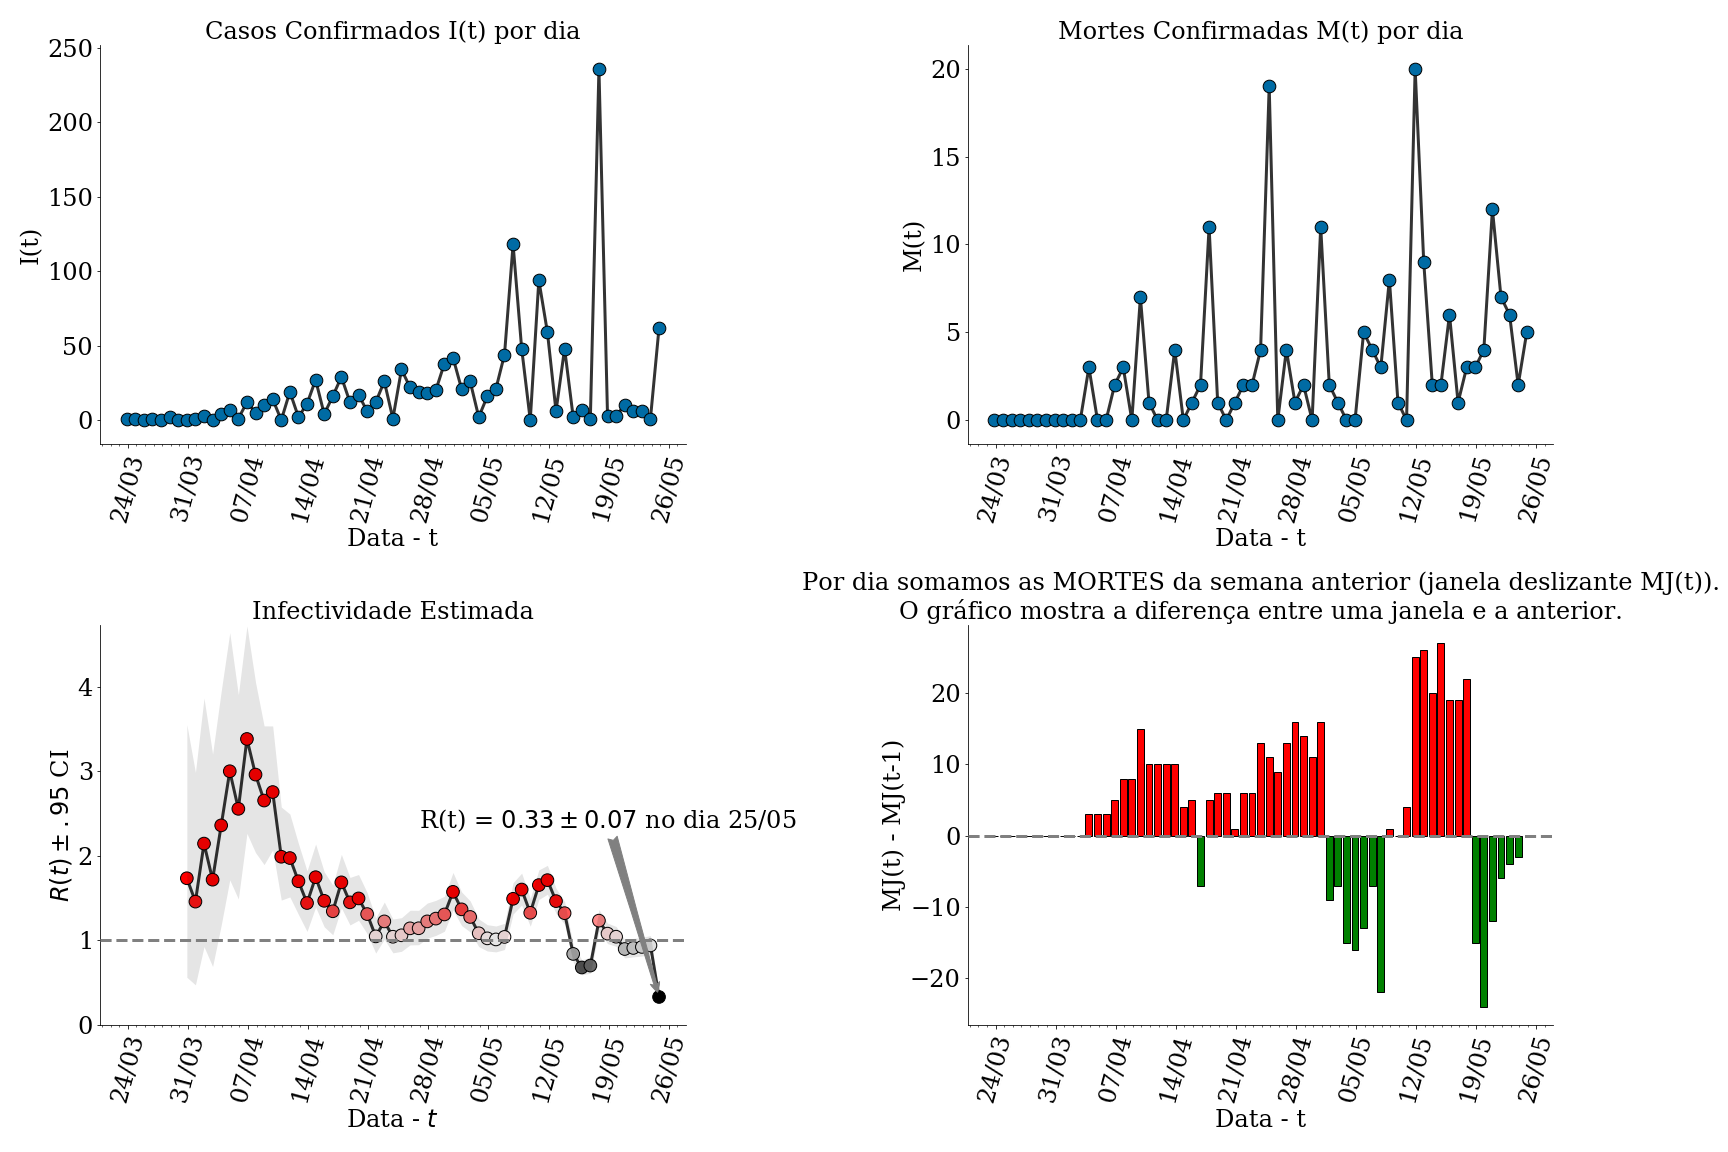 Casos Confirmados I(t) por dia
250
200
150
100
50
0
I(t)
24/03 31/03 07/04 14/04 21/04 28/04 05/05 12/05 19/05 26/05
Data - t
Mortes Confirmadas M(t) por dia
20
15
10
5
0
M(t)
24/03 31/03 07/04 14/04 21/04 28/04 05/05 12/05 19/05 26/05
Data - t
Infectividade Estimada
4
3
2
1
0
R(t) ± .95 CI
R(t) = 0.33 ± 0.07 no dia 25/05
24/03 31/03 07/04 14/04 21/04 28/04 05/05 12/05 19/05 26/05
Data - t
Por dia somamos as MORTES da semana anterior (janela deslizante MJ(t)).
O gráfico mostra a diferença entre uma janela e a anterior.
20
10
0
−10
−20
MJ(t) - MJ(t-1)
24/03 31/03 07/04 14/04 21/04 28/04 05/05 12/05 19/05 26/05
Data - t